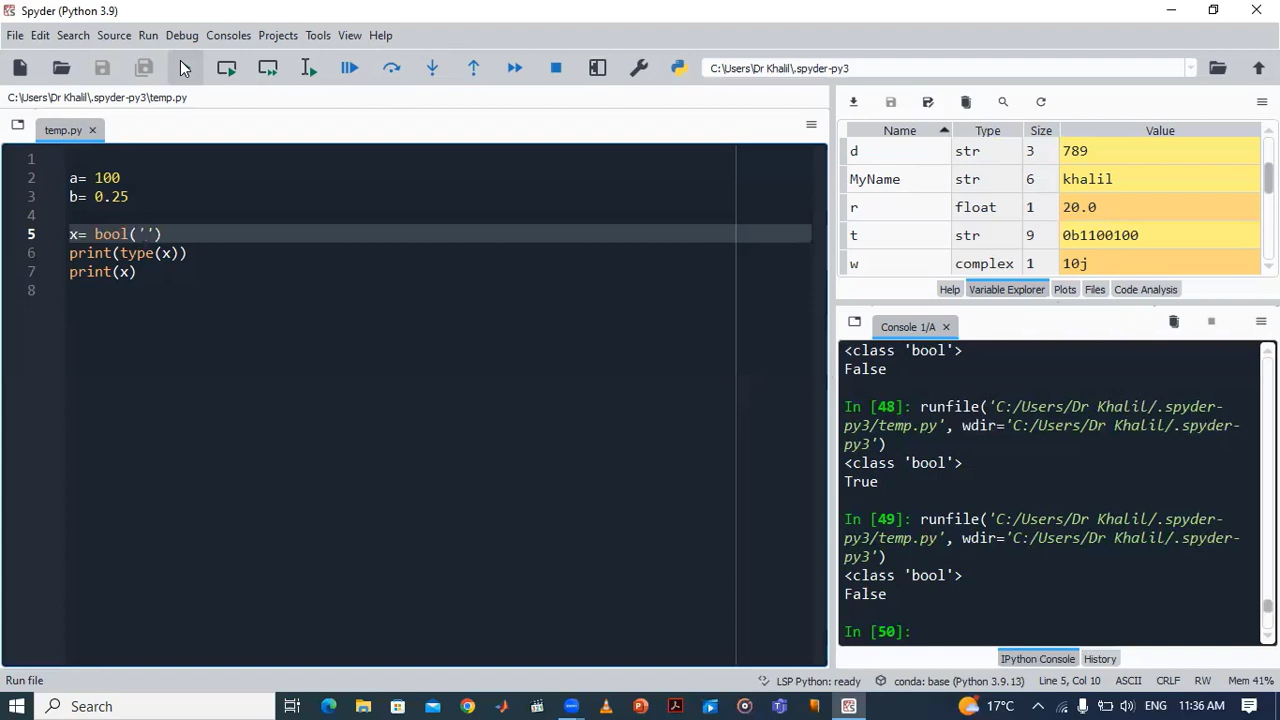 Spyder (Python 3.9)
File Edit Search Source Run Debug Consoles Projects Tools View Help
C:\Users\Dr Khalil\.spyder-py3
C:\Users\Dr Khalil\.spyder-py3\temp.py
temp.py
1
2 a= 100
3 b= 0.25
4
5 x= bool('')
6 print(type(x))
7 print(x)
8
Name Type Size Value
d str 3 789
MyName str 6 khalil
r float 1 20.0
t str 9 0b1100100
w complex 1 10j
Help Variable Explorer Plots Files Code Analysis
Console 1/A
<class 'bool'>
False
In [48]: runfile('C:/Users/Dr Khalil/.spyder-
py3/temp.py', wdir='C:/Users/Dr Khalil/.spyder-
py3')
<class 'bool'>
True
In [49]: runfile('C:/Users/Dr Khalil/.spyder-
py3/temp.py', wdir='C:/Users/Dr Khalil/.spyder-
py3')
<class 'bool'>
False
In [50]:
IPython Console History
Run file LSP Python: ready conda: base (Python 3.9.13) Line 5, Col 10 ASCII CRLF RW Mem 41%
Search 17°C ENG 11:36 AM